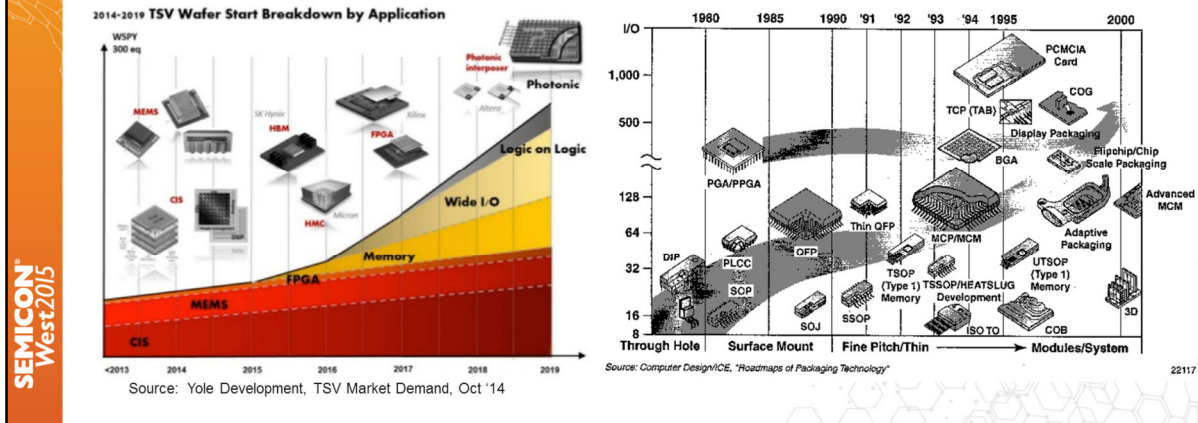 SEMICON®
West2015
2014-2019 TSV Wafer Start Breakdown by Application
WSPY
300 eq
MEMS
CIS
DSP
SK Hynix
HBM
HMC
Micron
Xilinx
FPGA
Altera
Photonic
interposer
Photonic
Logic on Logic
Wide I/O
Memory
FPGA
MEMS
CIS
<2013
2014
2015
2016
2017
2018
2019
Source: Yole Development, TSV Market Demand, Oct ‘14
1980
1985
1990
'91
'92
'93
'94
1995
2000
I/O
1,000
500
128
64
32
16
8
PCMCIA
Card
COG
TCP (TAB)
Display Packaging
BGA
Flipchip/Chip
Scale Packaging
PGA/PPGA
Thin QFP
QFP
MCP/MCM
Adaptive
Packaging
Advanced
MCM
DIP
PLCC
SOP
SOJ
SSOP
TSOP
(Type 1)
Memory
TSSOP/HEATSLUG
Development
UTSOP
(Type 1)
Memory
ISO TO
COB
3D
Through Hole
Surface Mount
Fine Pitch/Thin
Modules/System
Source: Computer Design/ICE, "Roadmaps of Packaging Technology"
22117